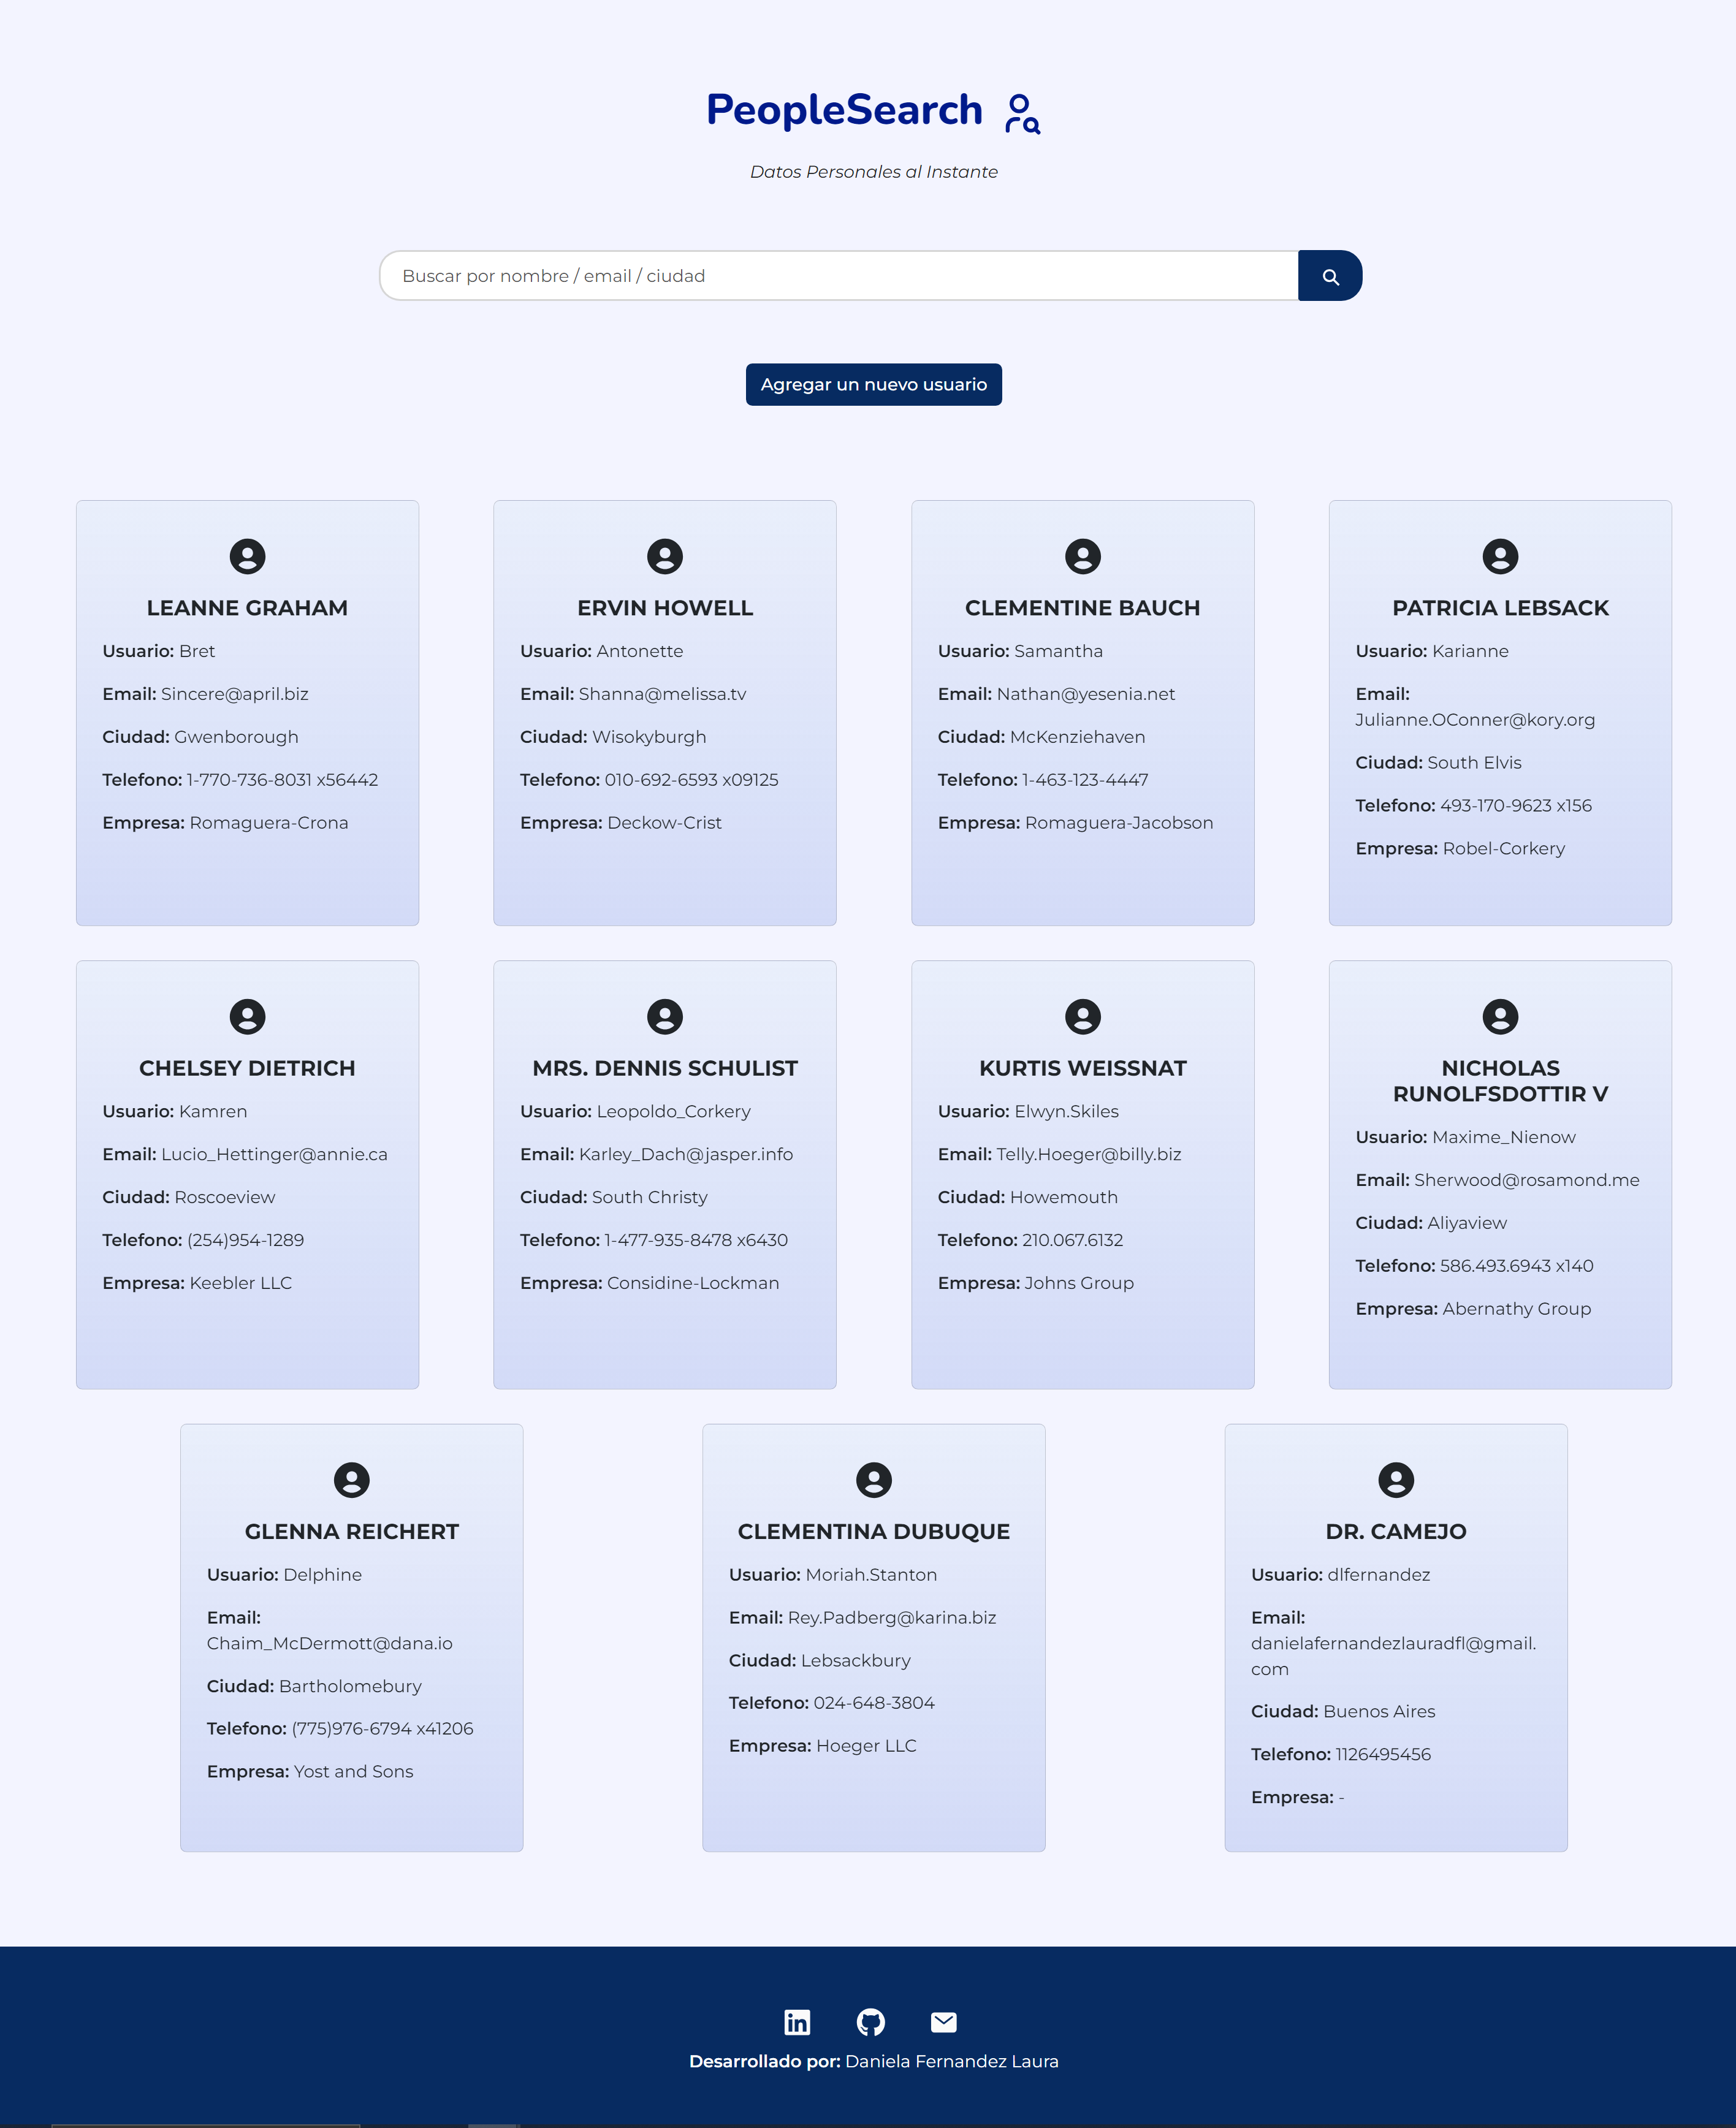 PeopleSearch
Datos Personales al Instante
Buscar por nombre / email / ciudad
Agregar un nuevo usuario
LEANNE GRAHAM
Usuario: Bret
Email: Sincere@april.biz
Ciudad: Gwenborough
Telefono: 1-770-736-8031 x56442
Empresa: Romaguera-Crona
ERVIN HOWELL
Usuario: Antonette
Email: Shanna@melissa.tv
Ciudad: Wisokyburgh
Telefono: 010-692-6593 x09125
Empresa: Deckow-Crist
CLEMENTINE BAUCH
Usuario: Samantha
Email: Nathan@yesenia.net
Ciudad: McKenziehaven
Telefono: 1-463-123-4447
Empresa: Romaguera-Jacobson
PATRICIA LEBSACK
Usuario: Karianne
Email:
Julianne.OConner@kory.org
Ciudad: South Elvis
Telefono: 493-170-9623 x156
Empresa: Robel-Corkery
CHELSEY DIETRICH
Usuario: Kamren
Email: Lucio_Hettinger@annie.ca
Ciudad: Roscoeview
Telefono: (254)954-1289
Empresa: Keebler LLC
MRS. DENNIS SCHULIST
Usuario: Leopoldo_Corkery
Email: Karley_Dach@jasper.info
Ciudad: South Christy
Telefono: 1-477-935-8478 x6430
Empresa: Considine-Lockman
KURTIS WEISSNAT
Usuario: Elwyn.Skiles
Email: Telly.Hoeger@billy.biz
Ciudad: Howemouth
Telefono: 210.067.6132
Empresa: Johns Group
NICHOLAS
RUNOLFSDOTTIR V
Usuario: Maxime_Nienow
Email: Sherwood@rosamond.me
Ciudad: Aliyaview
Telefono: 586.493.6943 x140
Empresa: Abernathy Group
GLENNA REICHERT
Usuario: Delphine
Email:
Chaim_McDermott@dana.io
Ciudad: Bartholomebury
Telefono: (775)976-6794 x41206
Empresa: Yost and Sons
CLEMENTINA DUBUQUE
Usuario: Moriah.Stanton
Email: Rey.Padberg@karina.biz
Ciudad: Lebsackbury
Telefono: 024-648-3804
Empresa: Hoeger LLC
DR. CAMEJO
Usuario: dlfernandez
Email:
danielafernandezlauradfl@gmail.
com
Ciudad: Buenos Aires
Telefono: 1126495456
Empresa: -
Desarrollado por: Daniela Fernandez Laura